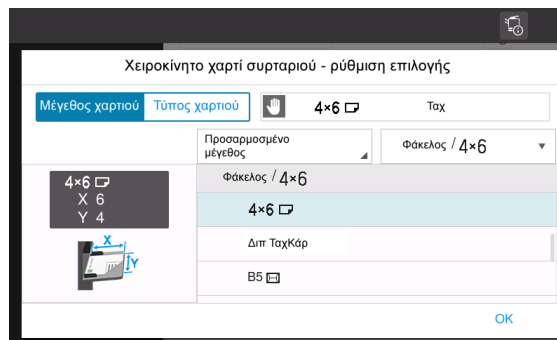 Χειροκίνητο χαρτί συρταριού - ρύθμιση επιλογής
Μέγεθος χαρτιού Τύπος χαρτιού 4×6 Ταχ
Προσαρμοσμένο
μέγεθος
Φάκελος / 4×6
Φάκελος / 4×6
4×6
X 6
Y 4
X
Y
4×6
Διπ ΤαχΚάρ
B5
OK